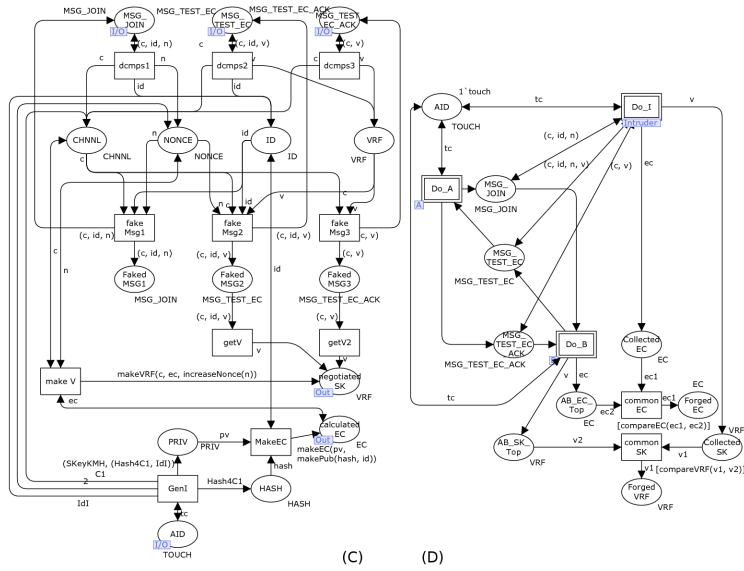 MSG_JOIN
MSG_
JOIN
I/O
MSG_TEST_EC
MSG_
TEST_EC
I/O
MSG_TEST_EC_ACK
MSG_TEST_
EC_ACK
I/O
(c, id, n)
c
(c, id, v)
(c, v)
c
dcmps1
n
dcmps2
v
c
dcmps3
v
id
id
CHNNL
CHNNL
c
n
NONCE
NONCE
id
ID
ID
VRF
VRF
n
c
id
v
c
v
fake
Msg1
(c, id, n)
fake
Msg2
(c, id, v)
fake
Msg3
(c, v)
(c, id, n)
(c, id, v)
(c, v)
c
n
Faked
MSG1
MSG_JOIN
Faked
MSG2
MSG_TEST_EC
Faked
MSG3
MSG_TEST_EC_ACK
id
(c, id, v)
(c, v)
getV
v
getV2
v
make V
makeVRF(c, ec, increaseNonce(n))
negotiated
SK
Out
VRF
ec
calculated
EC
Out
EC
PRIV
PRIV
pv
MakeEC
makeEC(pv,
makePub(hash, id))
(SKeyKMH, (Hash4C1, IdI))
C1
2
hash
GenI
Hash4C1
HASH
HASH
IdI
tc
AID
I/O
TOUCH
(C)
1`touch
AID
TOUCH
tc
Do_I
Intruder
v
tc
(c, id, n)
(c, id, n, v)
(c, v)
ec
Do_A
A
MSG_
JOIN
MSG_JOIN
MSG_
TEST_EC
MSG_TEST_EC
MSG_
TEST_EC
_ACK
MSG_TEST_EC_ACK
Do_B
Collected
EC
EC
tc
v
ec
ec1
AB_EC_
Top
EC
ec2
common
EC
[compareEC(ec1, ec2)]
ec1
EC
Forged
EC
AB_SK_
Top
VRF
v2
common
SK
[compareVRF(v1, v2)]
v1
VRF
Collected
SK
v1
Forged
VRF
VRF
(D)